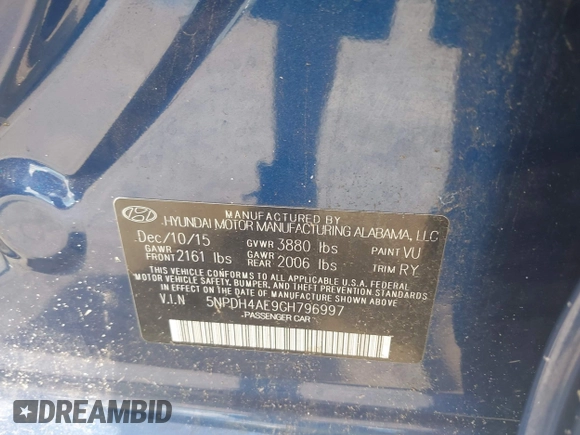 MANUFACTURED BY
HYUNDAI MOTOR MANUFACTURING ALABAMA, LLC
Dec/10/15 GVWR 3880 lbs PAINT VU
GAWR FRONT 2161 lbs GAWR REAR 2006 lbs TRIM RY
THIS VEHICLE CONFORMS TO ALL APPLICABLE U.S.A FEDERAL
MOTOR VEHICLE SAFETY, BUMPER, AND THEFT PREVENTION STANDARDS
IN EFFECT ON THE DATE OF MANUFACTURE SHOWN ABOVE.
V.I.N 5NPDH4AE9GH796997
PASSENGER CAR
DREAMBID